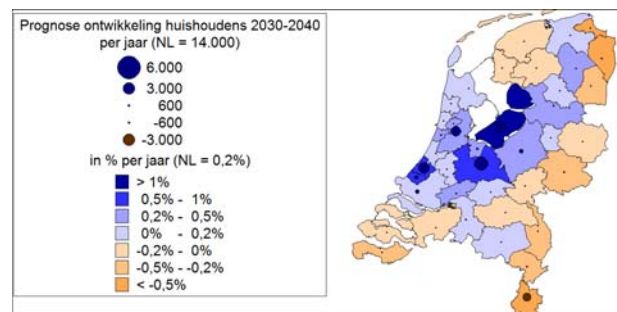 Prognose ontwikkeling huishoudens 2030-2040
per jaar (NL = 14.000)
6.000
3.000
600
-600
-3.000
in % per jaar (NL = 0,2%)
> 1%
0,5% - 1%
0,2% - 0,5%
0% - 0,2%
-0,2% - 0%
-0,5% - -0,2%
< -0,5%